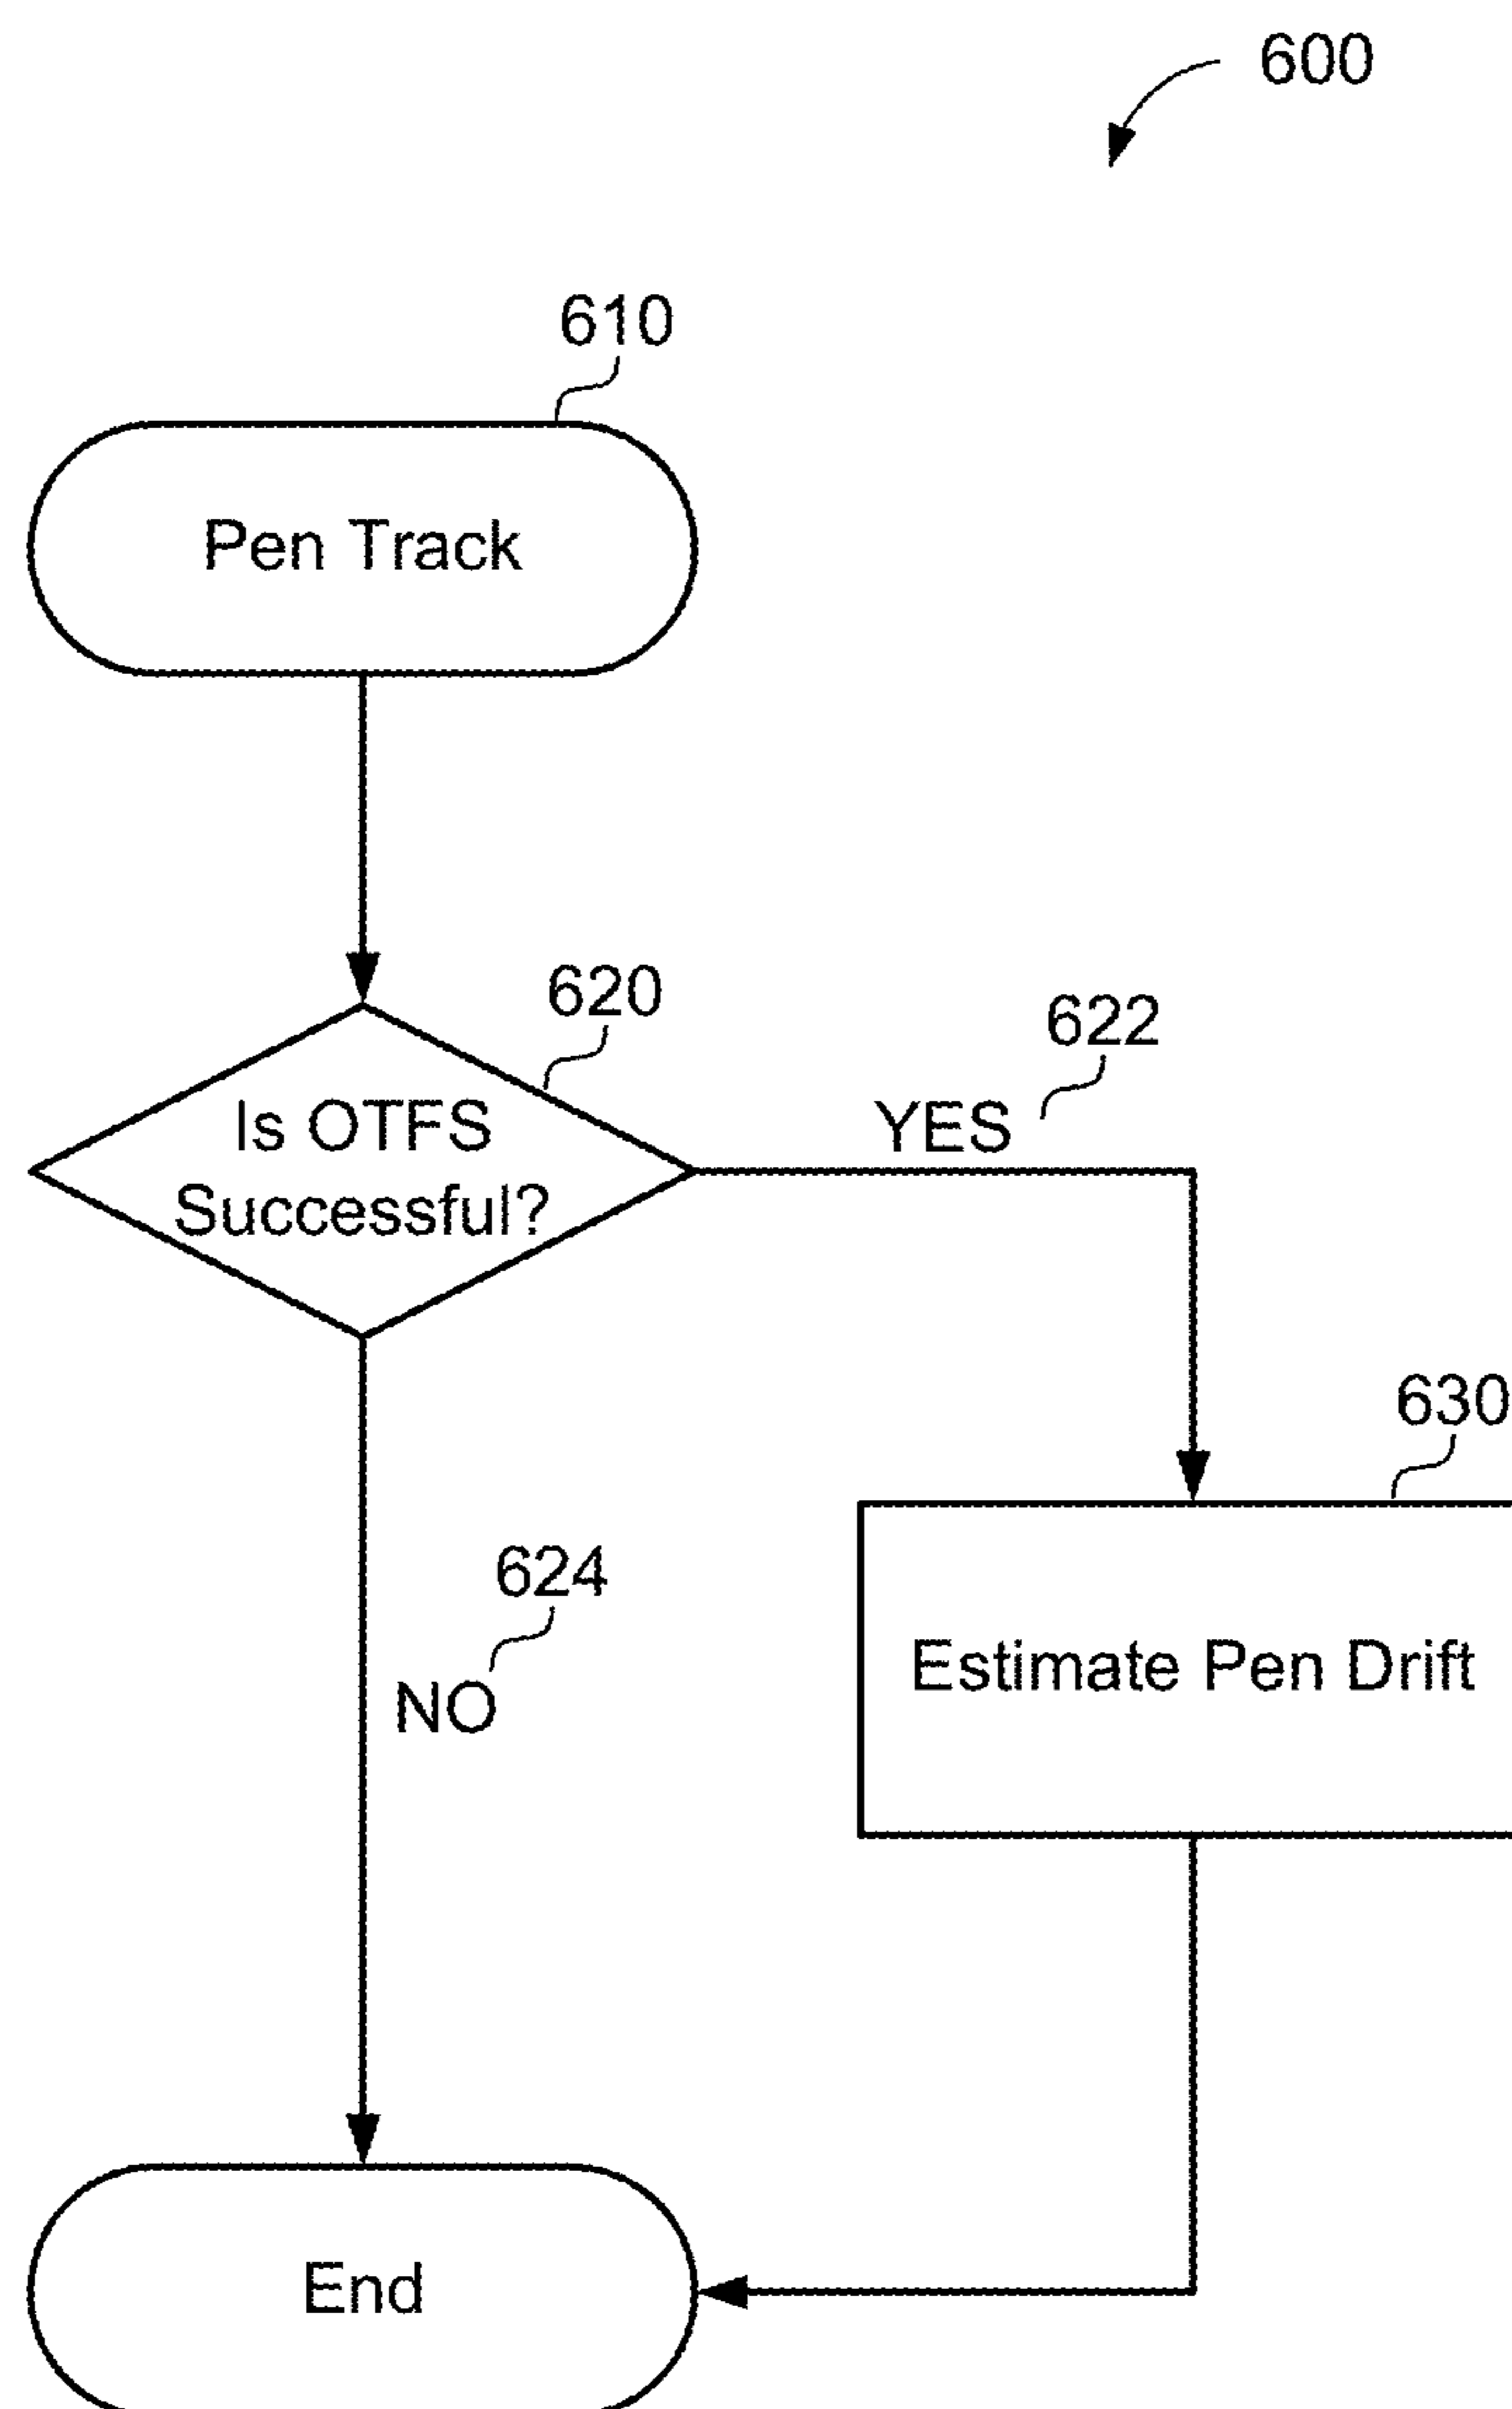 600
610
Pen Track
620
622
Is OTFS
YES
Successful?
630
624
Estimate Pen Drift
NO
End